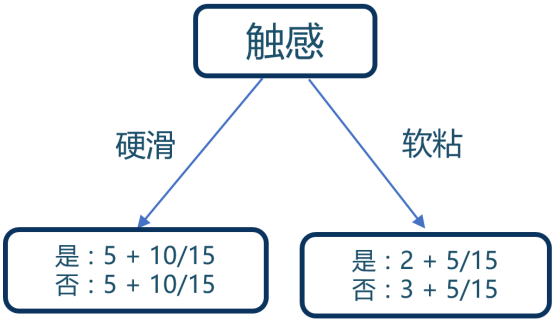 触感
硬滑
软粘
是：5 + 10/15
否：5 + 10/15
是：2 + 5/15
否：3 + 5/15